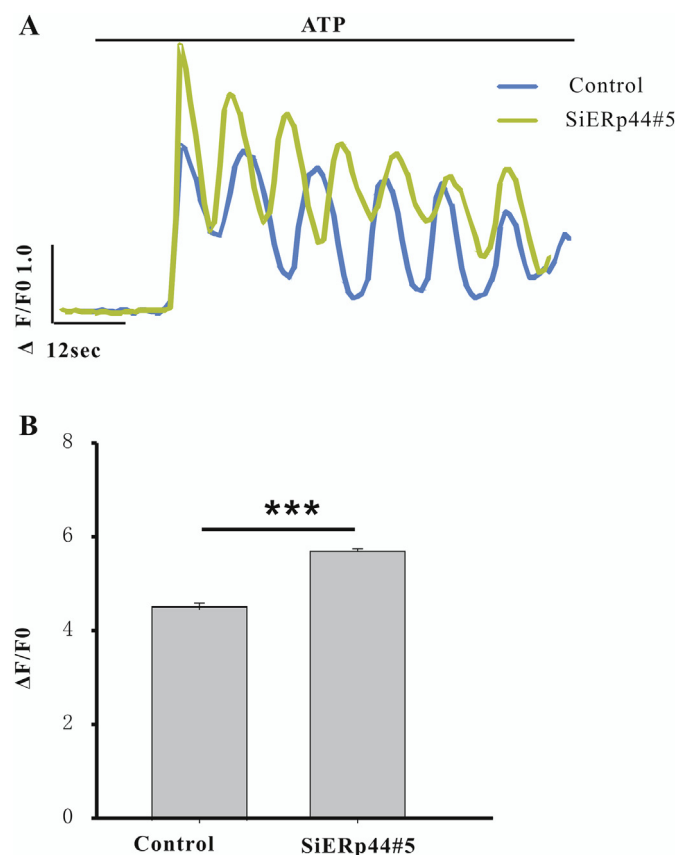 A
ATP
Control
SiERp44#5
Δ F/F0 1.0
12sec
B
8
***
6
4
2
0
ΔF/F0
Control
SiERp44#5